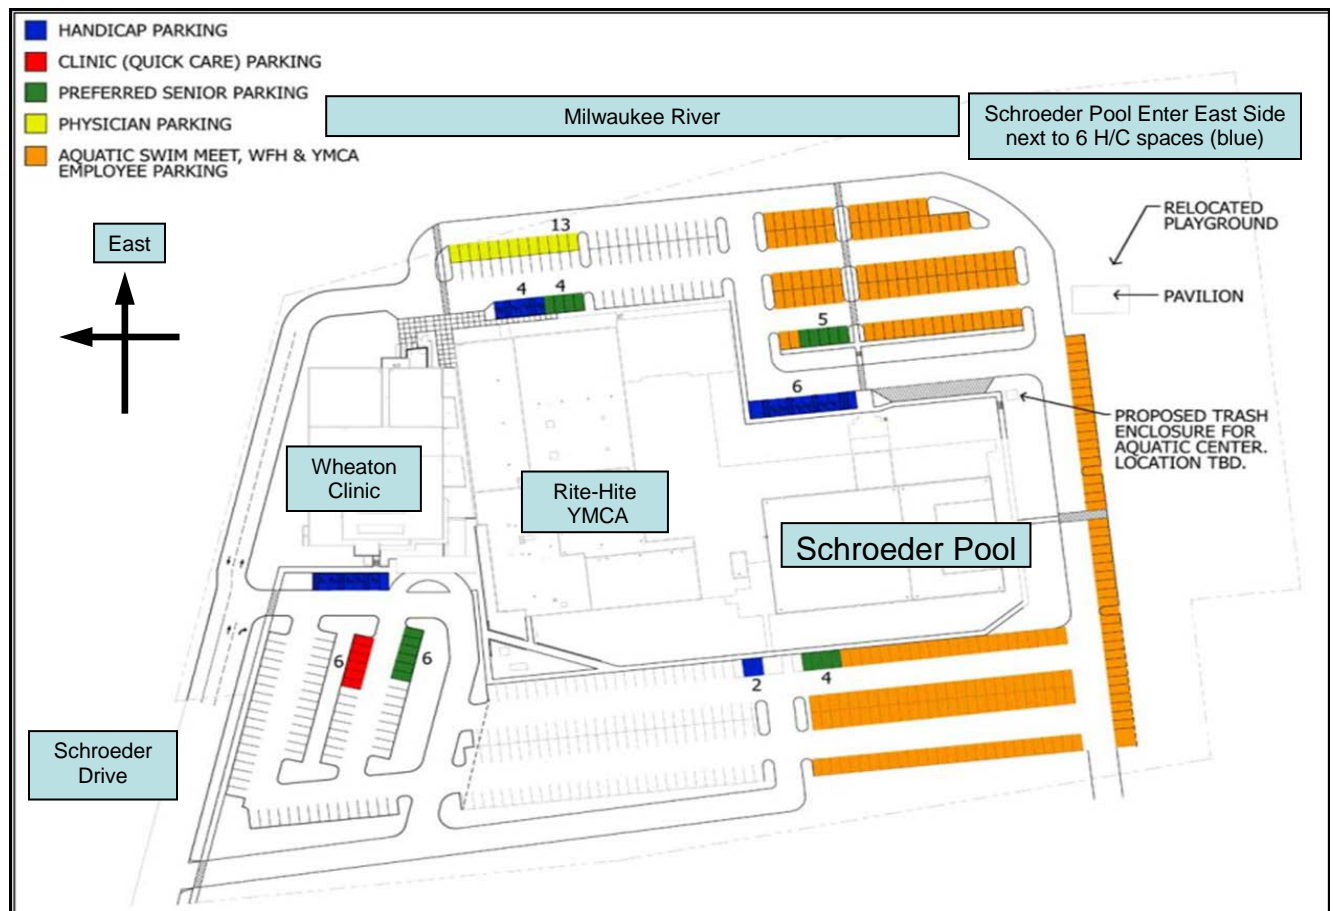 HANDICAP PARKING
CLINIC (QUICK CARE) PARKING
PREFERRED SENIOR PARKING
PHYSICIAN PARKING
AQUATIC SWIM MEET, WFH & YMCA
EMPLOYEE PARKING
Milwaukee River
Schroeder Pool Enter East Side
next to 6 H/C spaces (blue)
East
RELOCATED
PLAYGROUND
PAVILION
13
4
4
5
6
PROPOSED TRASH
ENCLOSURE FOR
AQUATIC CENTER.
LOCATION TBD.
Wheaton
Clinic
Rite-Hite
YMCA
Schroeder Pool
6
6
2
4
Schroeder
Drive